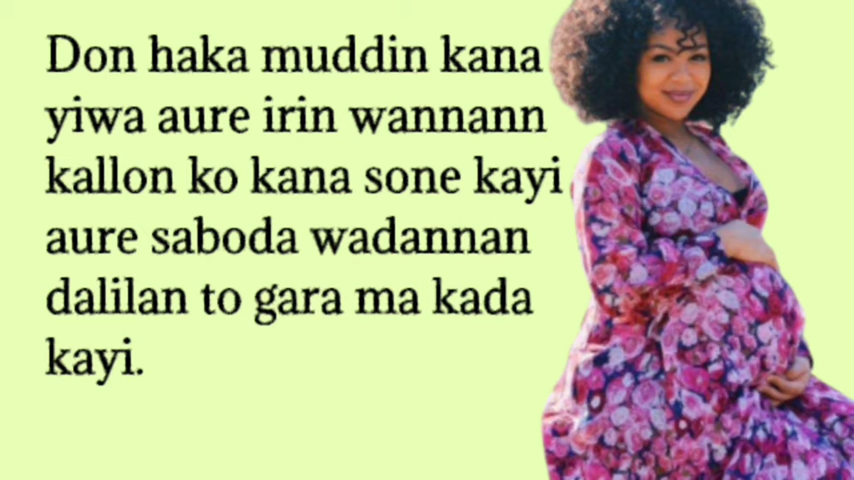 Don haka muddin kana
yiwa aure irin wannann
kallon ko kana sone kayi
aure saboda wadannan
dalilan to gara ma kada
kayi.